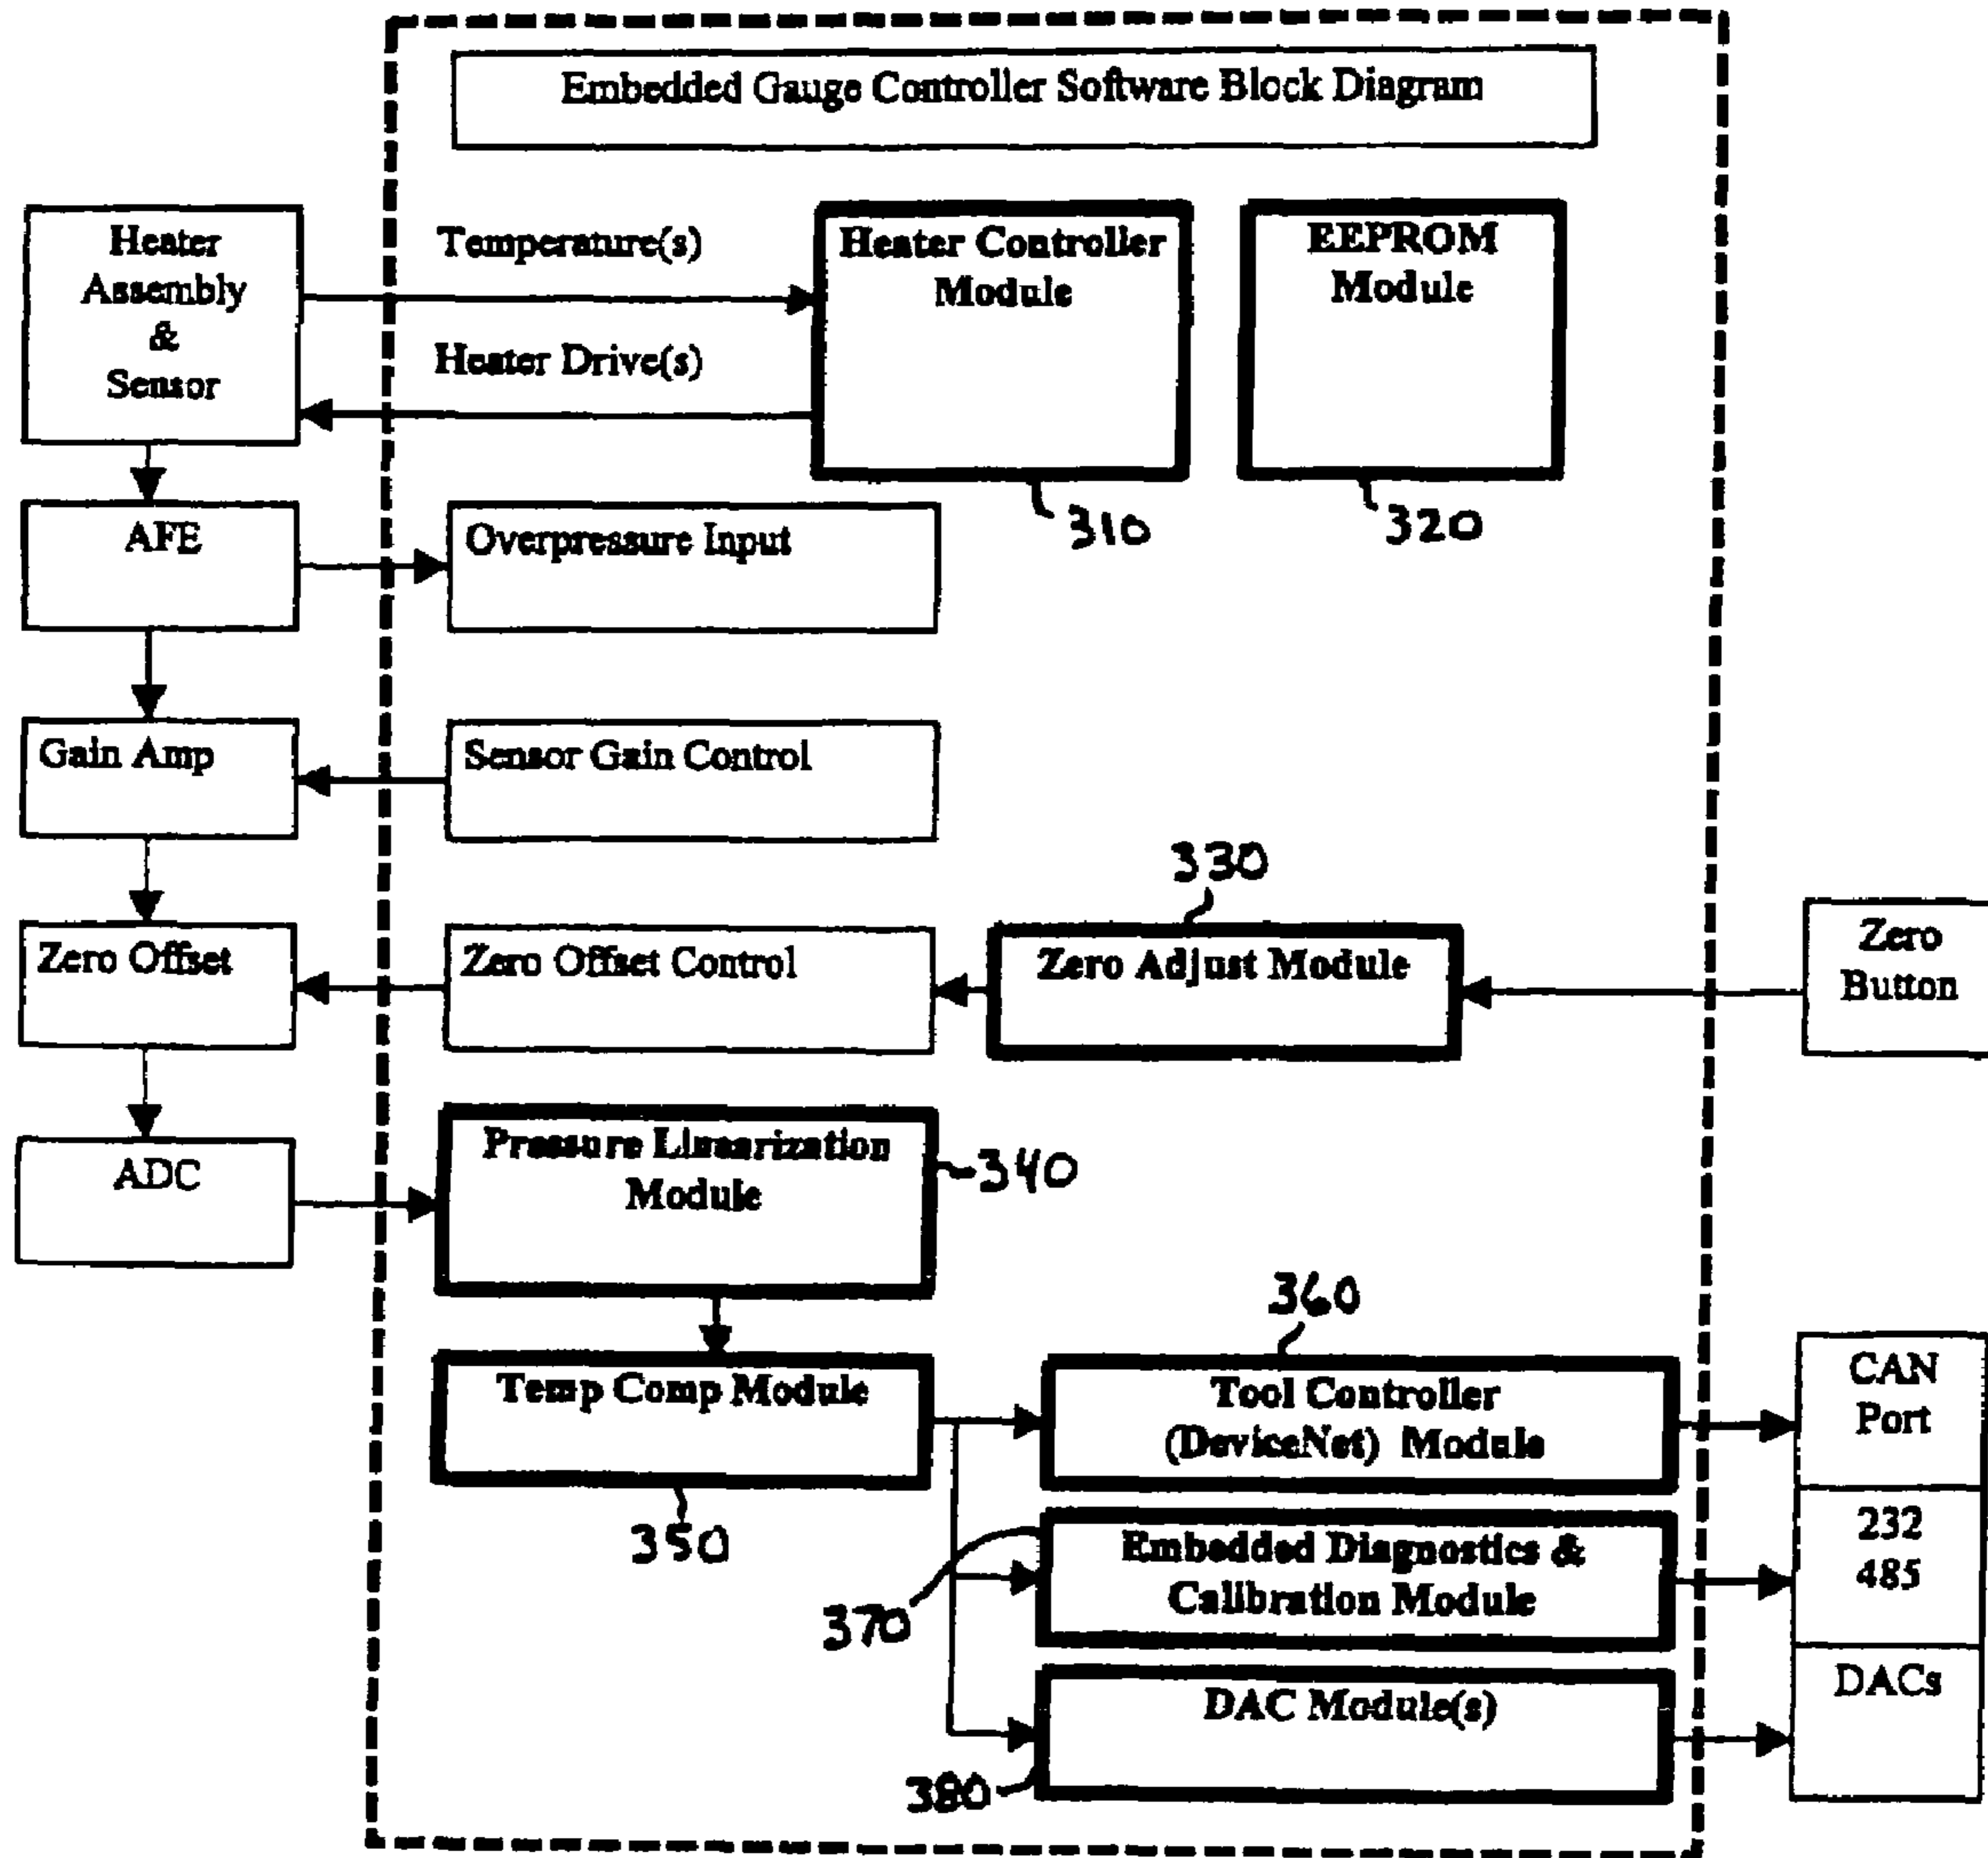 Embedded Gauge Controller Software Block Diagram
Heater
Assembly
&
Sensor
Temperature(s)
Heater Drive(s)
Heater Controller
Module
EEPROM
Module
310
320
AFE
Overpressure Input
Gain Amp
Sensor Gain Control
330
Zero Offset
Zero Offset Control
Zero Adjust Module
Zero
Button
ADC
Pressure Linearization
Module
340
360
Temp Comp Module
Tool Controller
(DeviceNet) Module
CAN
Port
350
370
Embedded Diagnostics &
Calibration Module
232
485
380
DAC Module(s)
DACs